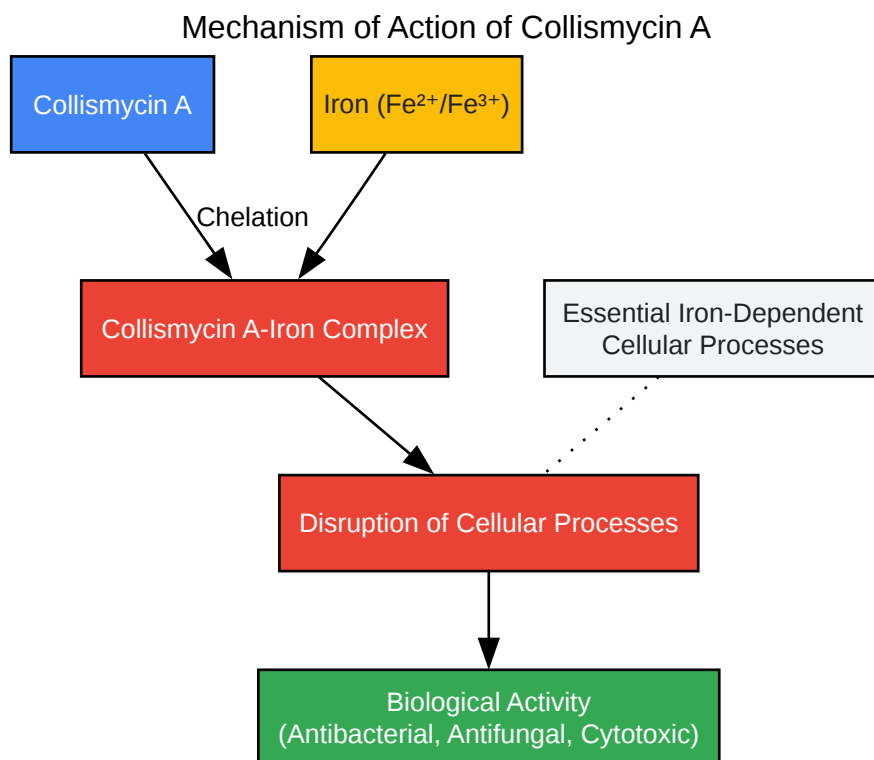 Mechanism of Action of Collismycin A
Collismycin A
Iron (Fe²⁺/Fe³⁺)
Chelation
Collismycin A-Iron Complex
Essential Iron-Dependent
Cellular Processes
Disruption of Cellular Processes
Biological Activity
(Antibacterial, Antifungal, Cytotoxic)